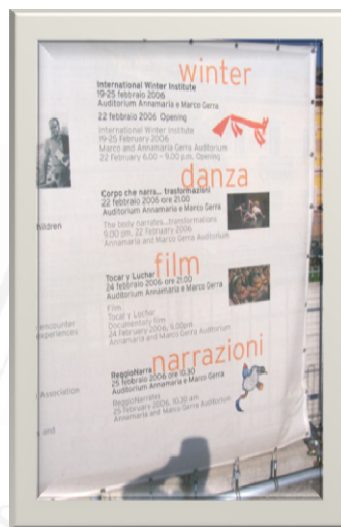 winter
International Winter Institute
19-25 febbraio 2006
Auditorium Annamaria e Marco Gerra
22 febbraio 2006 Opening
International Winter Institute
19-25 February 2006
Marco and Annamaria Gerra Auditorium
22 February 6.00 - 9.00 p.m. Opening
danza
Corpo che narra... trasformazioni
22 febbraio 2006 ore 21.00
Auditorium Annamaria e Marco Gerra
The body narrates...transformations
9.00 pm, 22 February 2006
Annamaria and Marco Gerra Auditorium
film
Tocar y Luchar
24 febbraio 2006 ore 21.00
Auditorium Annamaria e Marco Gerra
Film
Tocar y Luchar
Documentary film
24 February 2006, 9.00pm
Annamaria and Marco Gerra Auditorium
narrazioni
ReggioNarra
25 febbraio 2006 ore 10.30
Auditorium Annamaria e Marco Gerra
ReggioNarrates
25 February 2006, 10.30 am
Annamaria and Marco Gerra Auditorium
children
encounter
experiences
Association
and